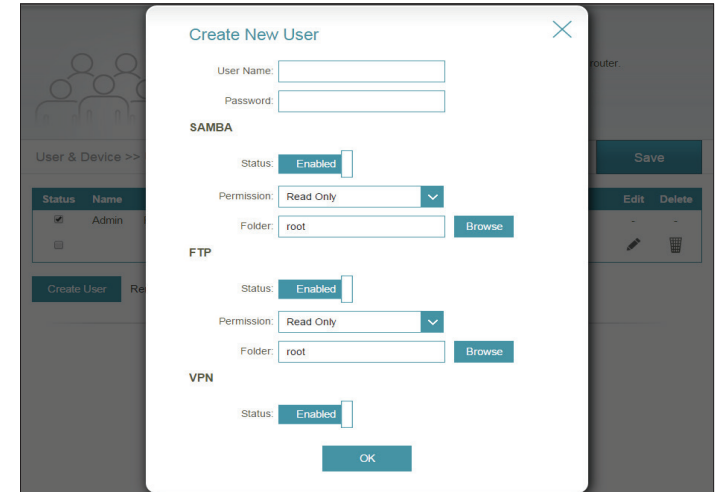 Create New User
router.
User Name:
Password:
SAMBA
User & Device >>
Save
Status: Enabled
Status Name
Edit Delete
Permission: Read Only
Admin
- -
Folder: root Browse
FTP
Create User
Status: Enabled
Permission: Read Only
Folder: root Browse
VPN
Status: Enabled
OK